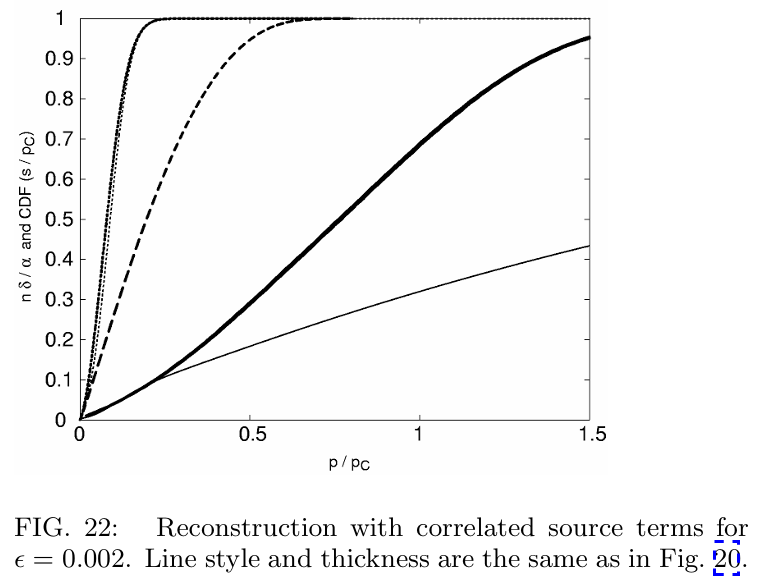 1
0.9
0.8
0.7
0.6
0.5
0.4
0.3
0.2
0.1
0
n δ / α and CDF (s / pC)
0 0.5 1 1.5
p / pC
FIG. 22: Reconstruction with correlated source terms for
ϵ = 0.002. Line style and thickness are the same as in Fig. 20.